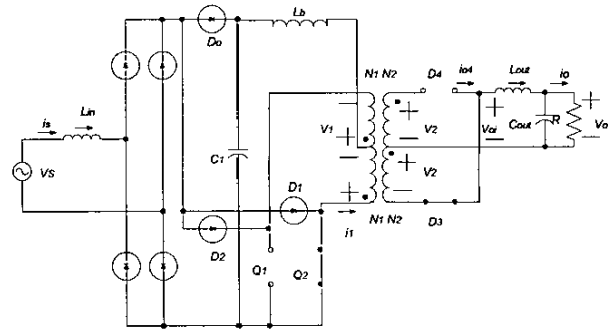 Do
Lb
N1 N2
D4
io4
Lout
io
is
Lin
V1
V2
Voi
Cout
R
Vo
Vs
C1
V2
D1
D2
i1
N1 N2
D3
Q1
Q2